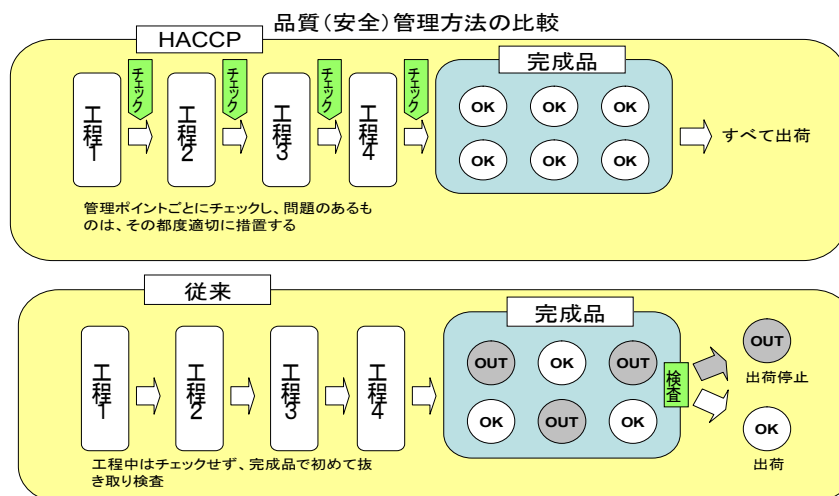 品質(安全)管理方法の比較
HACCP
工程1
チェック
工程2
チェック
工程3
チェック
工程4
チェック
完成品
OK
OK
OK
OK
OK
OK
すべて出荷
管理ポイントごとにチェックし、問題のあるも
のは、その都度適切に措置する
従来
工程1
工程2
工程3
工程4
完成品
OUT
OK
OUT
OK
OUT
OK
検査
OUT
出荷停止
OK
出荷
工程中はチェックせず、完成品で初めて抜
き取り検査